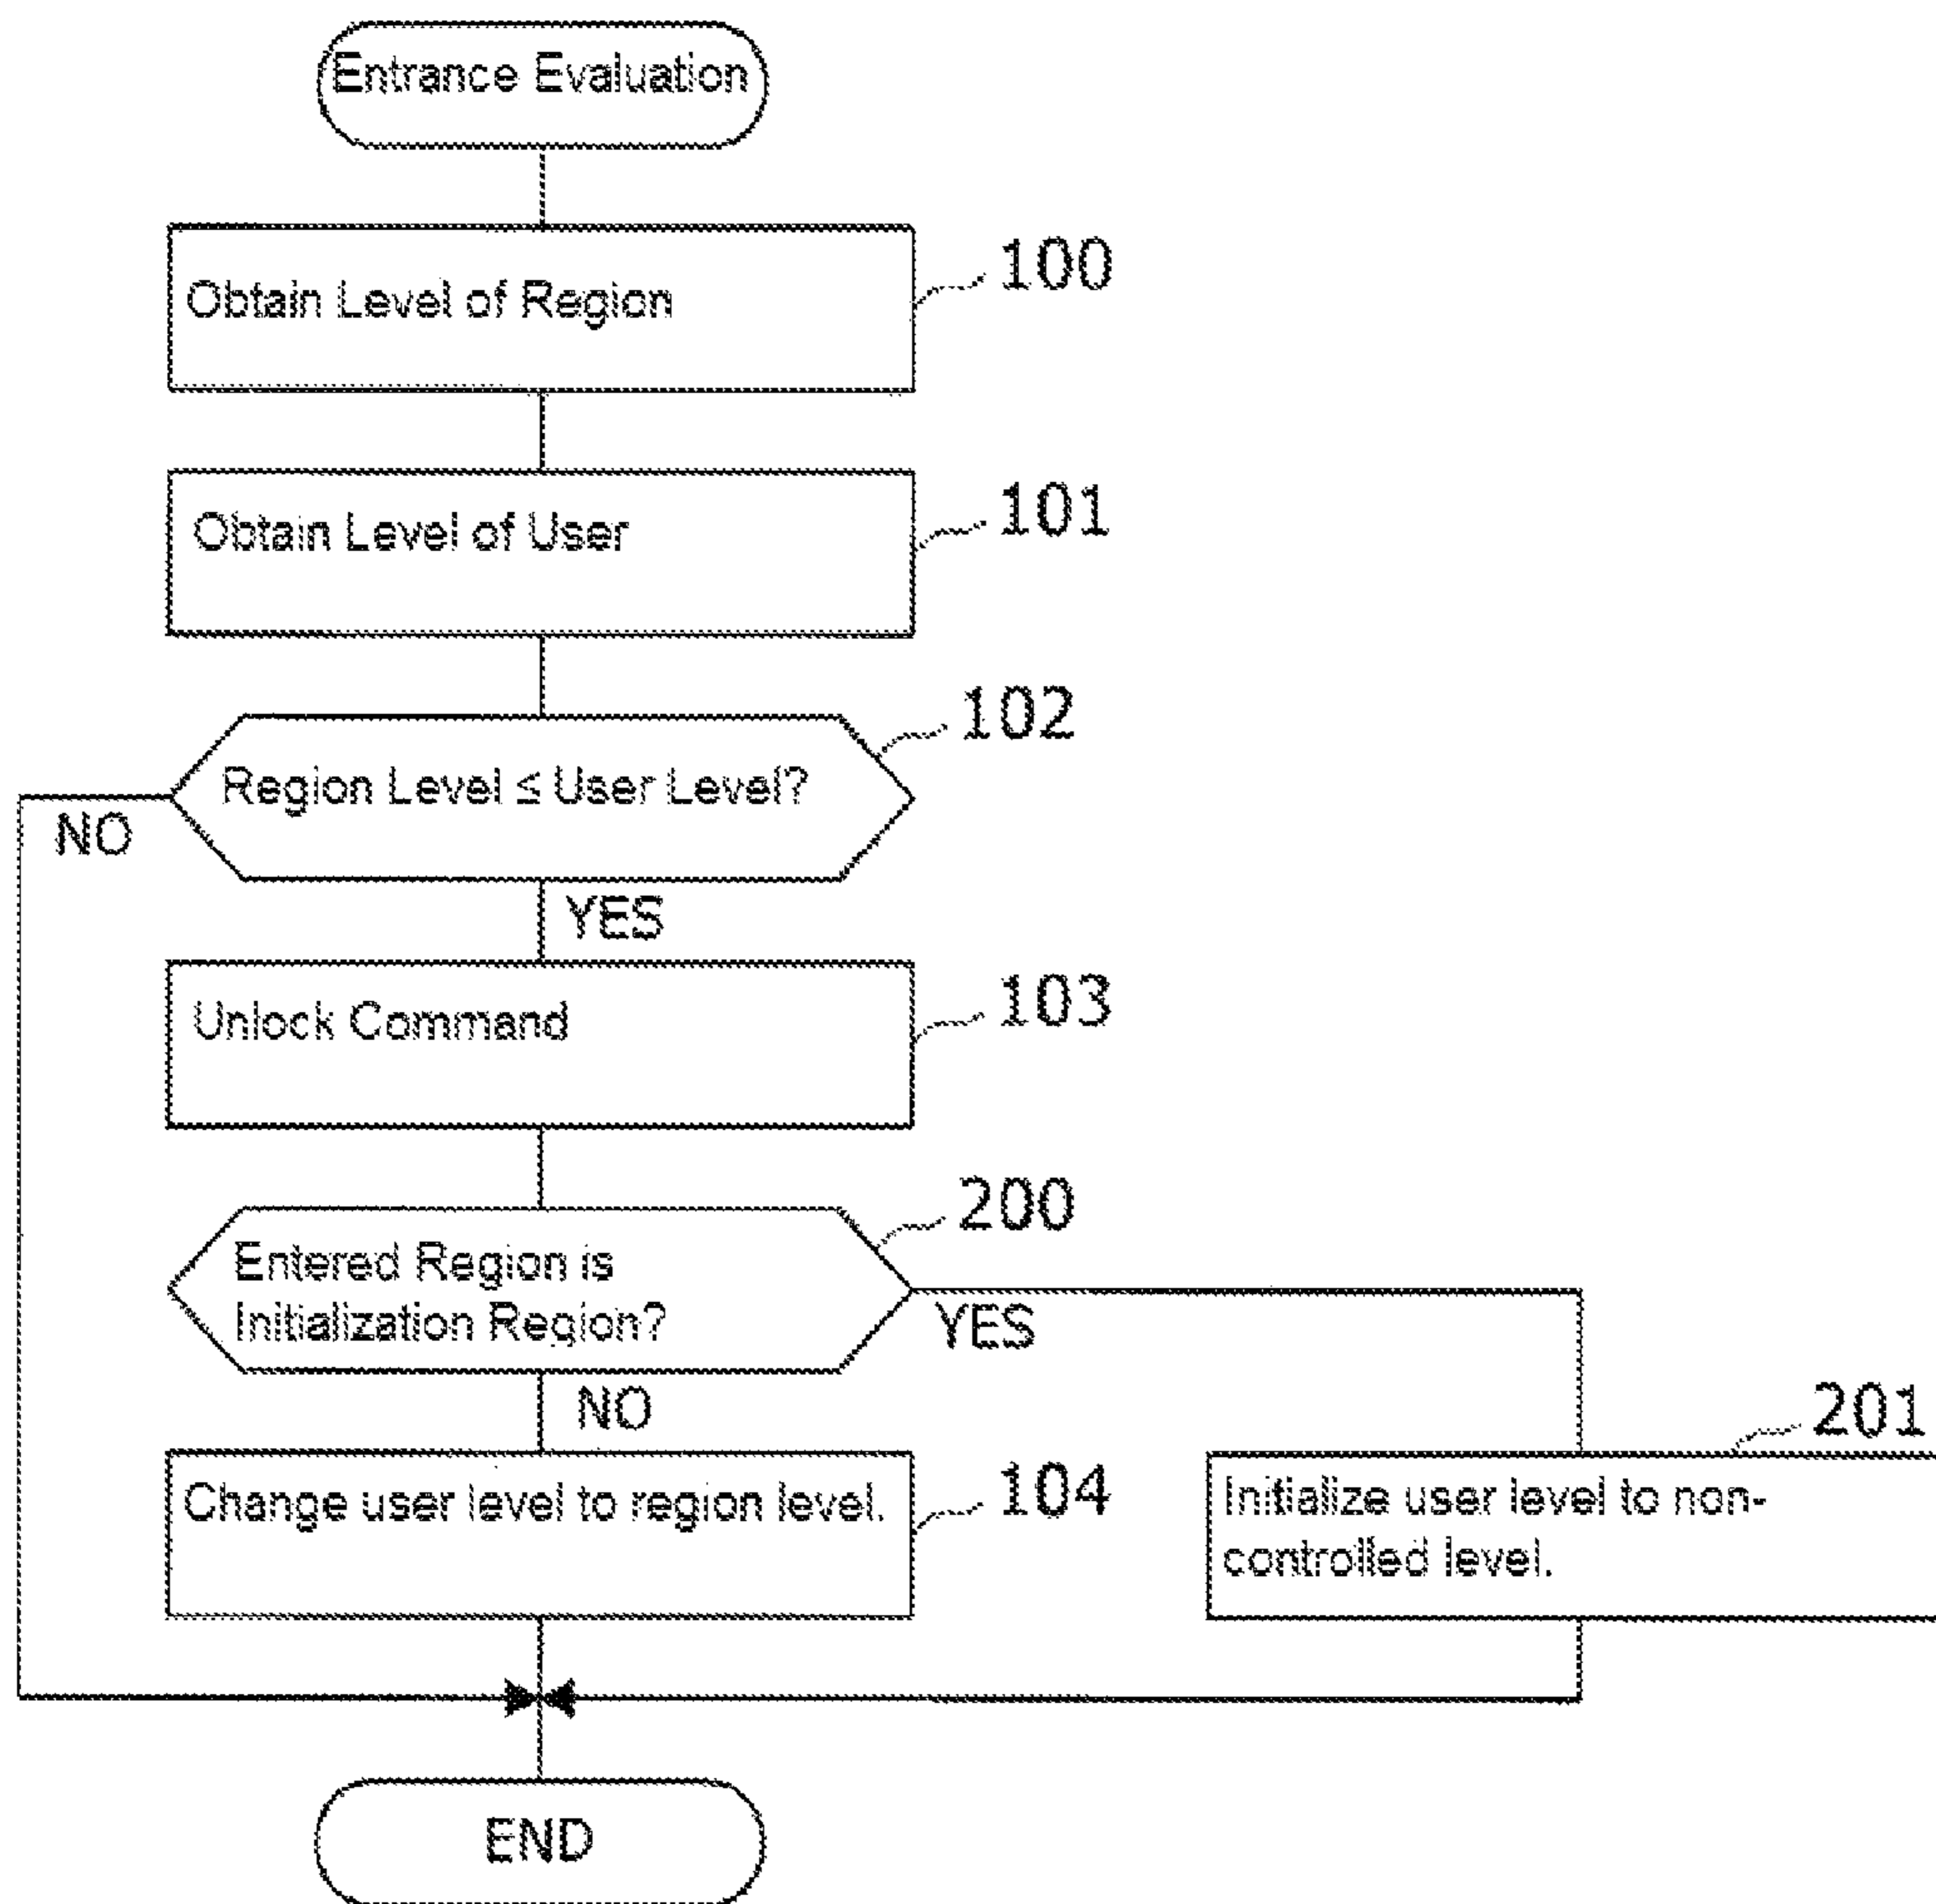 Entrance Evaluation
Obtain Level of Region
100
Obtain Level of User
101
Region Level ≤ User Level?
102
NO
YES
Unlock Command
103
Entered Region is
Initialization Region?
200
YES
NO
Change user level to region level.
104
Initialize user level to non-
controlled level.
201
END